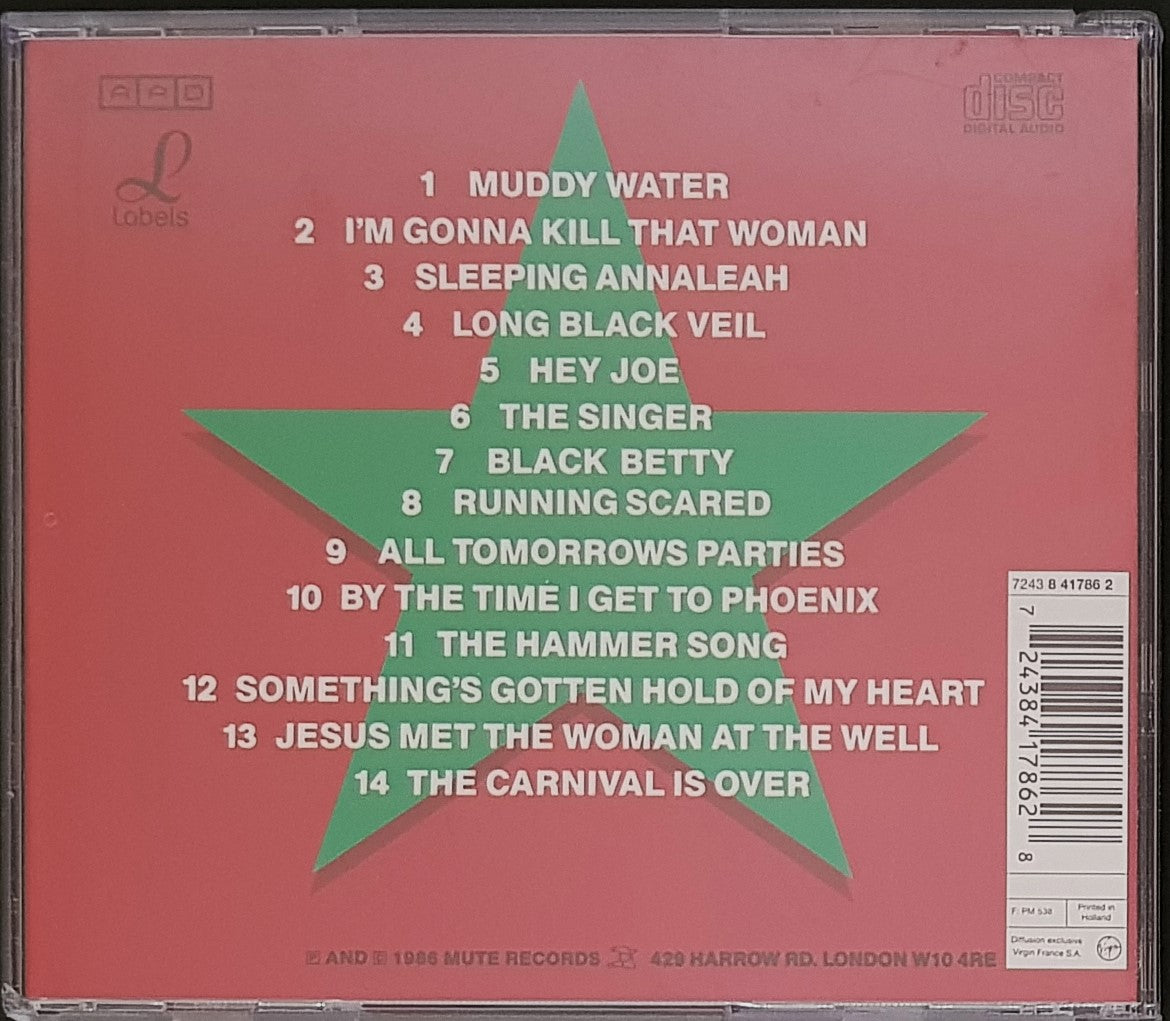 AAD
L
Labels
COMPACT
disc
DIGITAL AUDIO
1 MUDDY WATER
2 I'M GONNA KILL THAT WOMAN
3 SLEEPING ANNALEAH
4 LONG BLACK VEIL
5 HEY JOE
6 THE SINGER
7 BLACK BETTY
8 RUNNING SCARED
9 ALL TOMORROWS PARTIES
10 BY THE TIME I GET TO PHOENIX
11 THE HAMMER SONG
12 SOMETHING'S GOTTEN HOLD OF MY HEART
13 JESUS MET THE WOMAN AT THE WELL
14 THE CARNIVAL IS OVER
7243 8 41786 2
7 24384 17862 8
F: PM 538
Printed in
Holland
Diffusion exclusive
Virgin France S.A.
Virgin
℗ AND © 1986 MUTE RECORDS 429 HARROW RD. LONDON W10 4RE